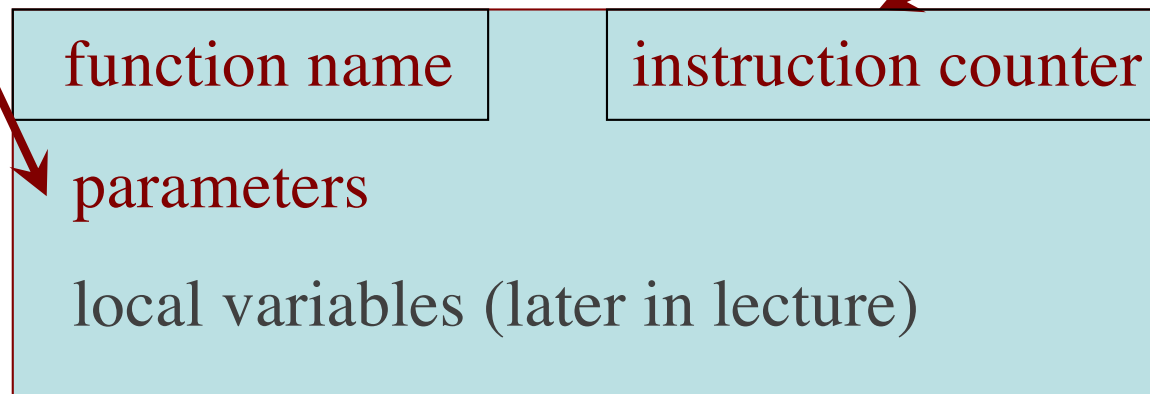 function name instruction counter
parameters
local variables (later in lecture)